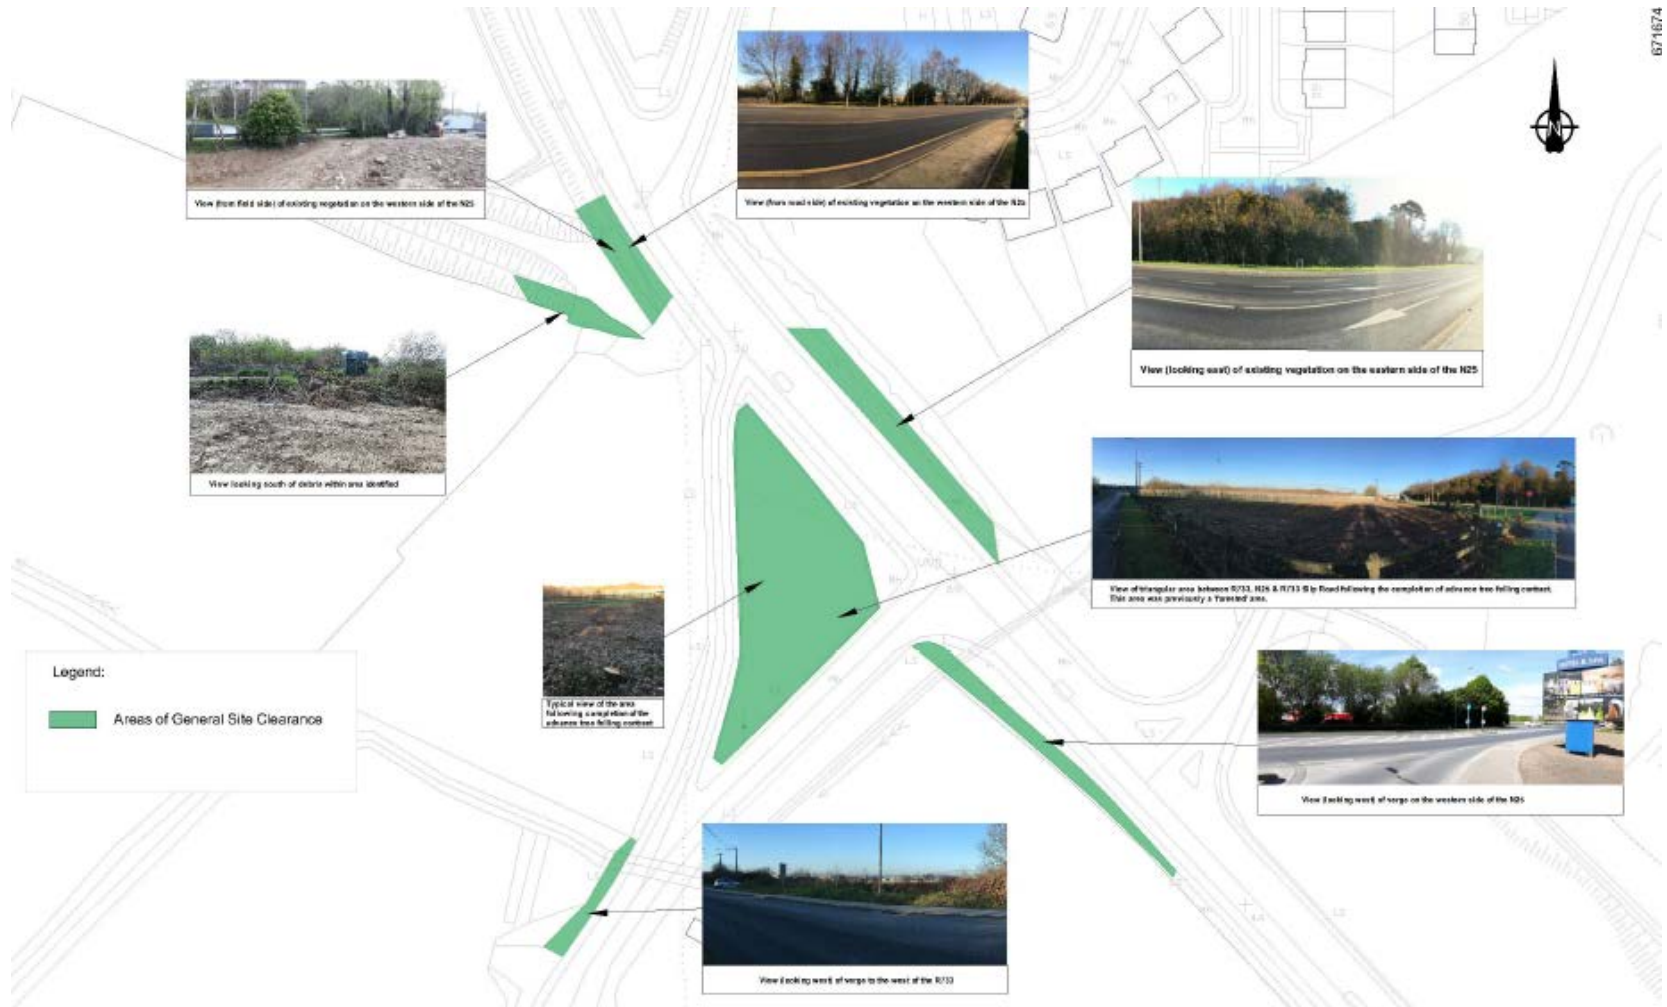 671674
View (from field side) of existing vegetation on the western side of the N25
View (from road side) of existing vegetation on the western side of the N25
N
View (looking east) of existing vegetation on the eastern side of the N25
View looking south of debris within area identified
View of triangular area between R733, N25 & R733 Slip Road following the completion of advance tree felling contract.
This area was previously a 'forested' area.
Typical view of the area
following completion of the
advance tree felling contract
Legend:
Areas of General Site Clearance
View (looking west) of verge on the western side of the N25
View (looking west) of verge to the west of the R733